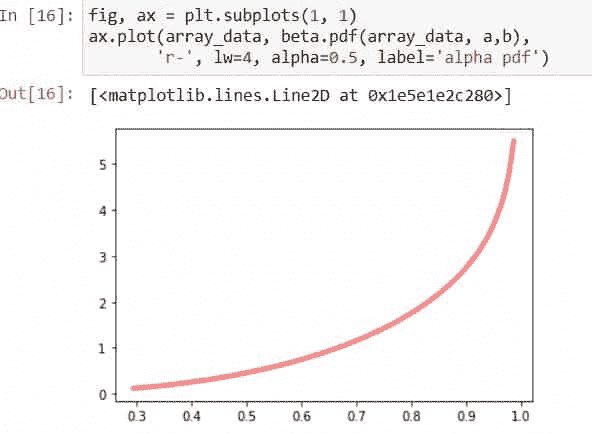 In [16]: fig, ax = plt.subplots(1, 1)
ax.plot(array_data, beta.pdf(array_data, a,b),
'r-', lw=4, alpha=0.5, label='alpha pdf')
Out[16]: [<matplotlib.lines.Line2D at 0x1e5e1e2c280>]
5
4
3
2
1
0
0.3 0.4 0.5 0.6 0.7 0.8 0.9 1.0